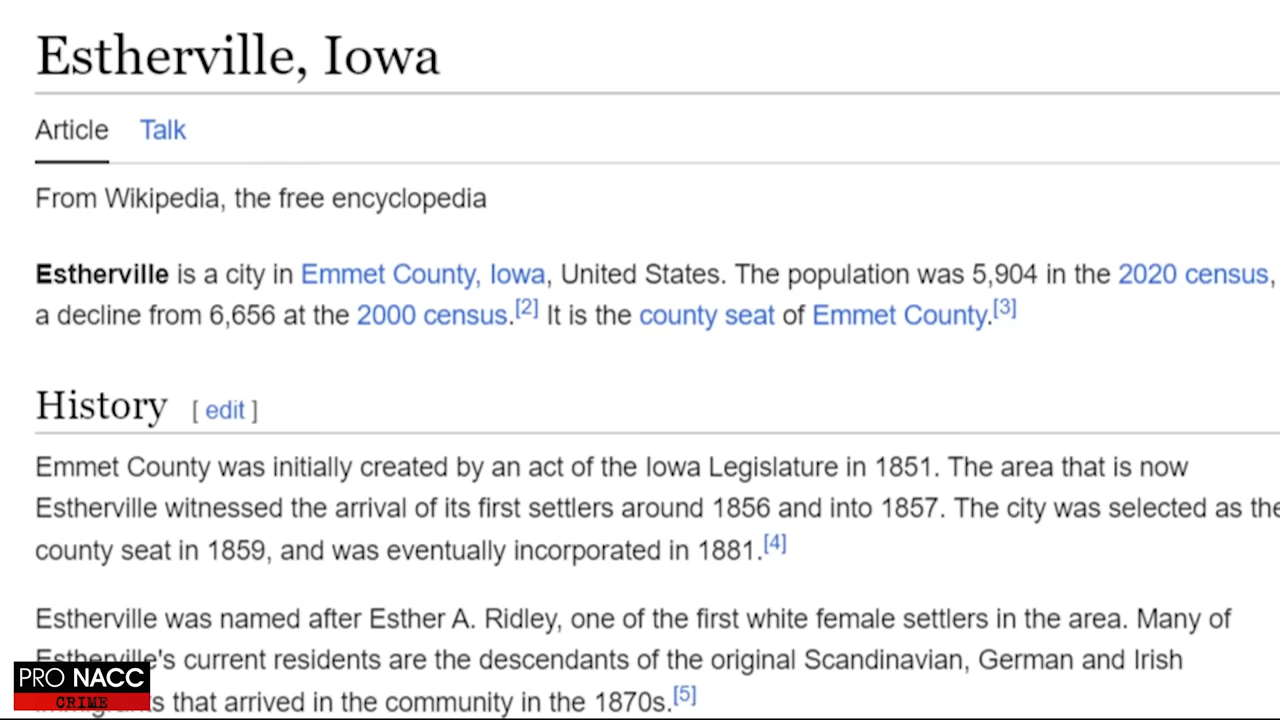 Estherville, Iowa
Article Talk
From Wikipedia, the free encyclopedia
Estherville is a city in Emmet County, Iowa, United States. The population was 5,904 in the 2020 census,
a decline from 6,656 at the 2000 census.[2] It is the county seat of Emmet County.[3]
History [ edit ]
Emmet County was initially created by an act of the Iowa Legislature in 1851. The area that is now
Estherville witnessed the arrival of its first settlers around 1856 and into 1857. The city was selected as the
county seat in 1859, and was eventually incorporated in 1881.[4]
Estherville was named after Esther A. Ridley, one of the first white female settlers in the area. Many of
Estherville's current residents are the descendants of the original Scandinavian, German and Irish
that arrived in the community in the 1870s.[5]
PRO NACC
CRIME